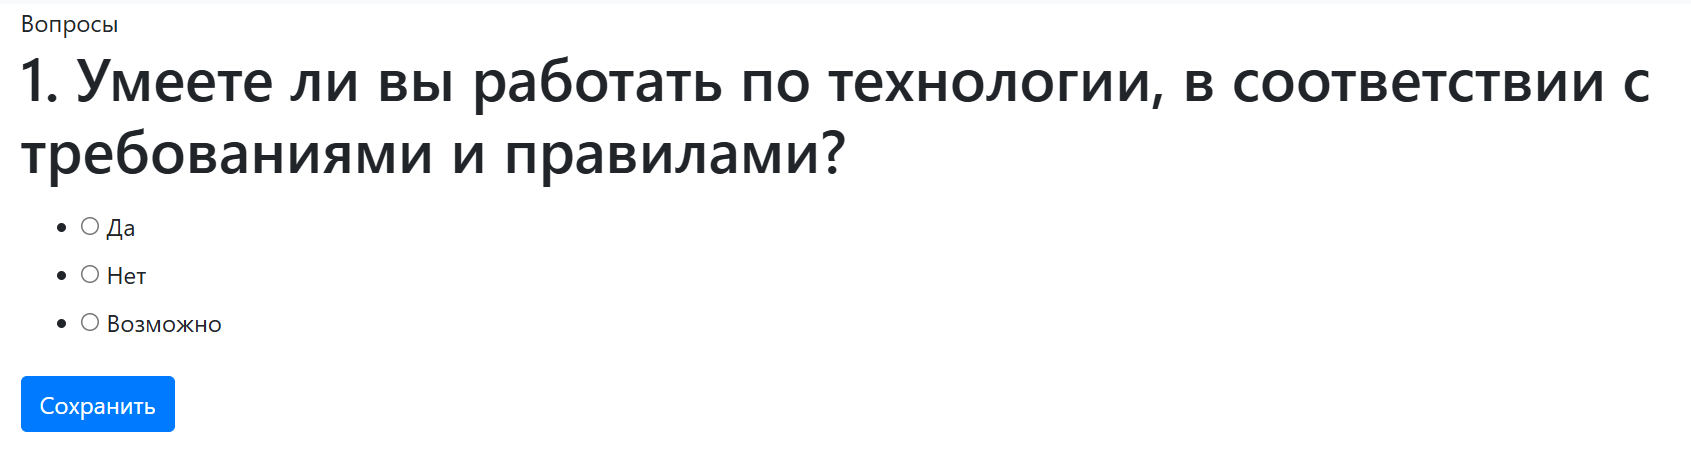 Вопросы
1. Умеете ли вы работать по технологии, в соответствии с
требованиями и правилами?
Да
Нет
Возможно
Сохранить